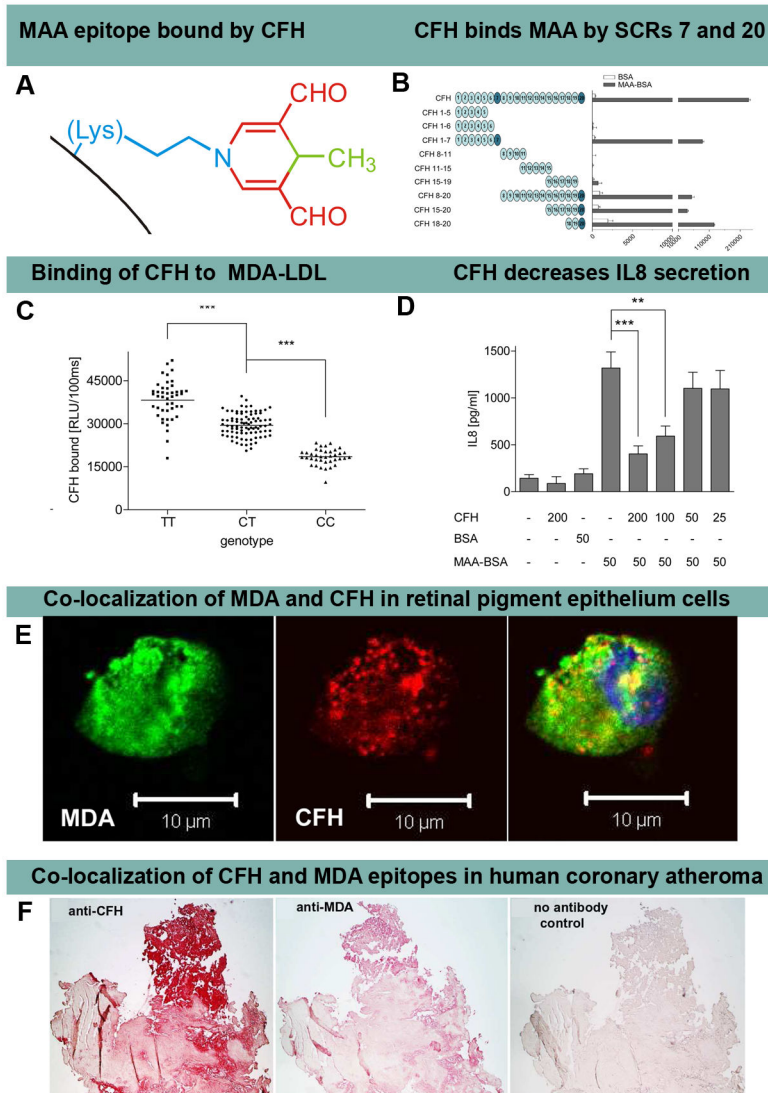 MAA epitope bound by CFH
CFH binds MAA by SCRs 7 and 20
A
(Lys)
N
CHO
CH3
CHO
B
BSA
MAA-BSA
CFH
CFH 1-5
CFH 1-6
CFH 1-7
CFH 8-11
CFH 11-15
CFH 15-19
CFH 8-20
CFH 15-20
CFH 18-20
0 5000 10000 10000 110000 210000
Binding of CFH to MDA-LDL
CFH decreases IL8 secretion
C
*** ***
CFH bound [RLU/100ms]
45000
30000
15000
0
TT CT CC
genotype
D
**
***
IL8 [pg/ml]
1500
1000
500
0
CFH - 200 - - 200 100 50 25
BSA - - 50 - - - - -
MAA-BSA - - - 50 50 50 50 50
Co-localization of MDA and CFH in retinal pigment epithelium cells
E
MDA 10 µm
CFH 10 µm
10 µm
Co-localization of CFH and MDA epitopes in human coronary atheroma
F
anti-CFH
anti-MDA
no antibody
control